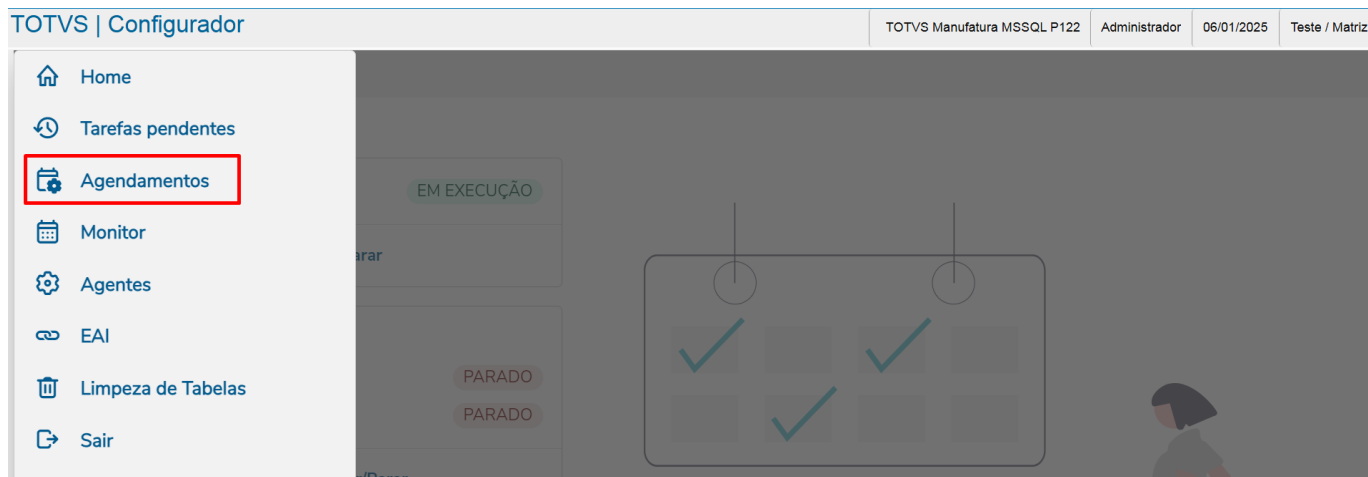 TOTVS | Configurador
TOTVS Manufatura MSSQL P122 Administrador 06/01/2025 Teste / Matriz
Home
Tarefas pendentes
Agendamentos
EM EXECUÇÃO
Monitor
arar
Agentes
EAI
PARADO
Limpeza de Tabelas
PARADO
Sair